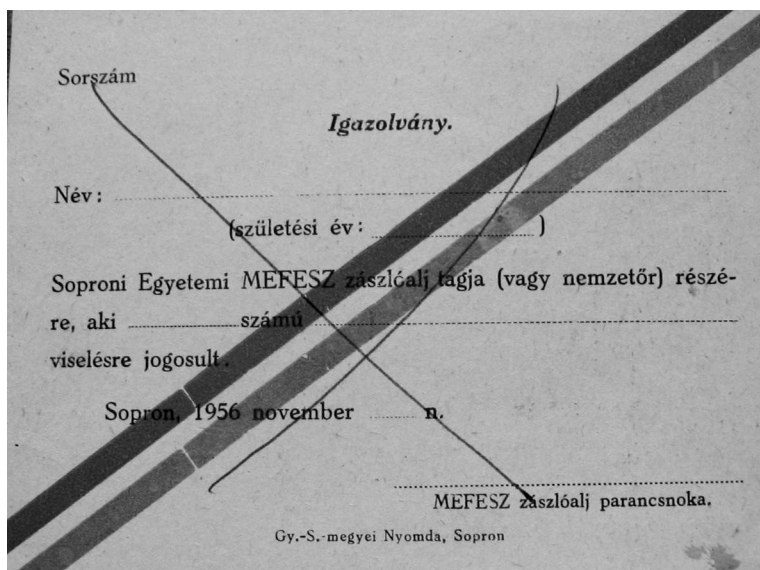 Sorszám
Igazolvány.
Név:
(születési év: )
Soproni Egyetemi MEFESZ zászlóalj tagja (vagy nemzetőr) részé-
re, aki számú
viselésre jogosult.
Sopron, 1956 november n.
MEFESZ zászlóalj parancsnoka.
Gy.-S.-megyei Nyomda, Sopron